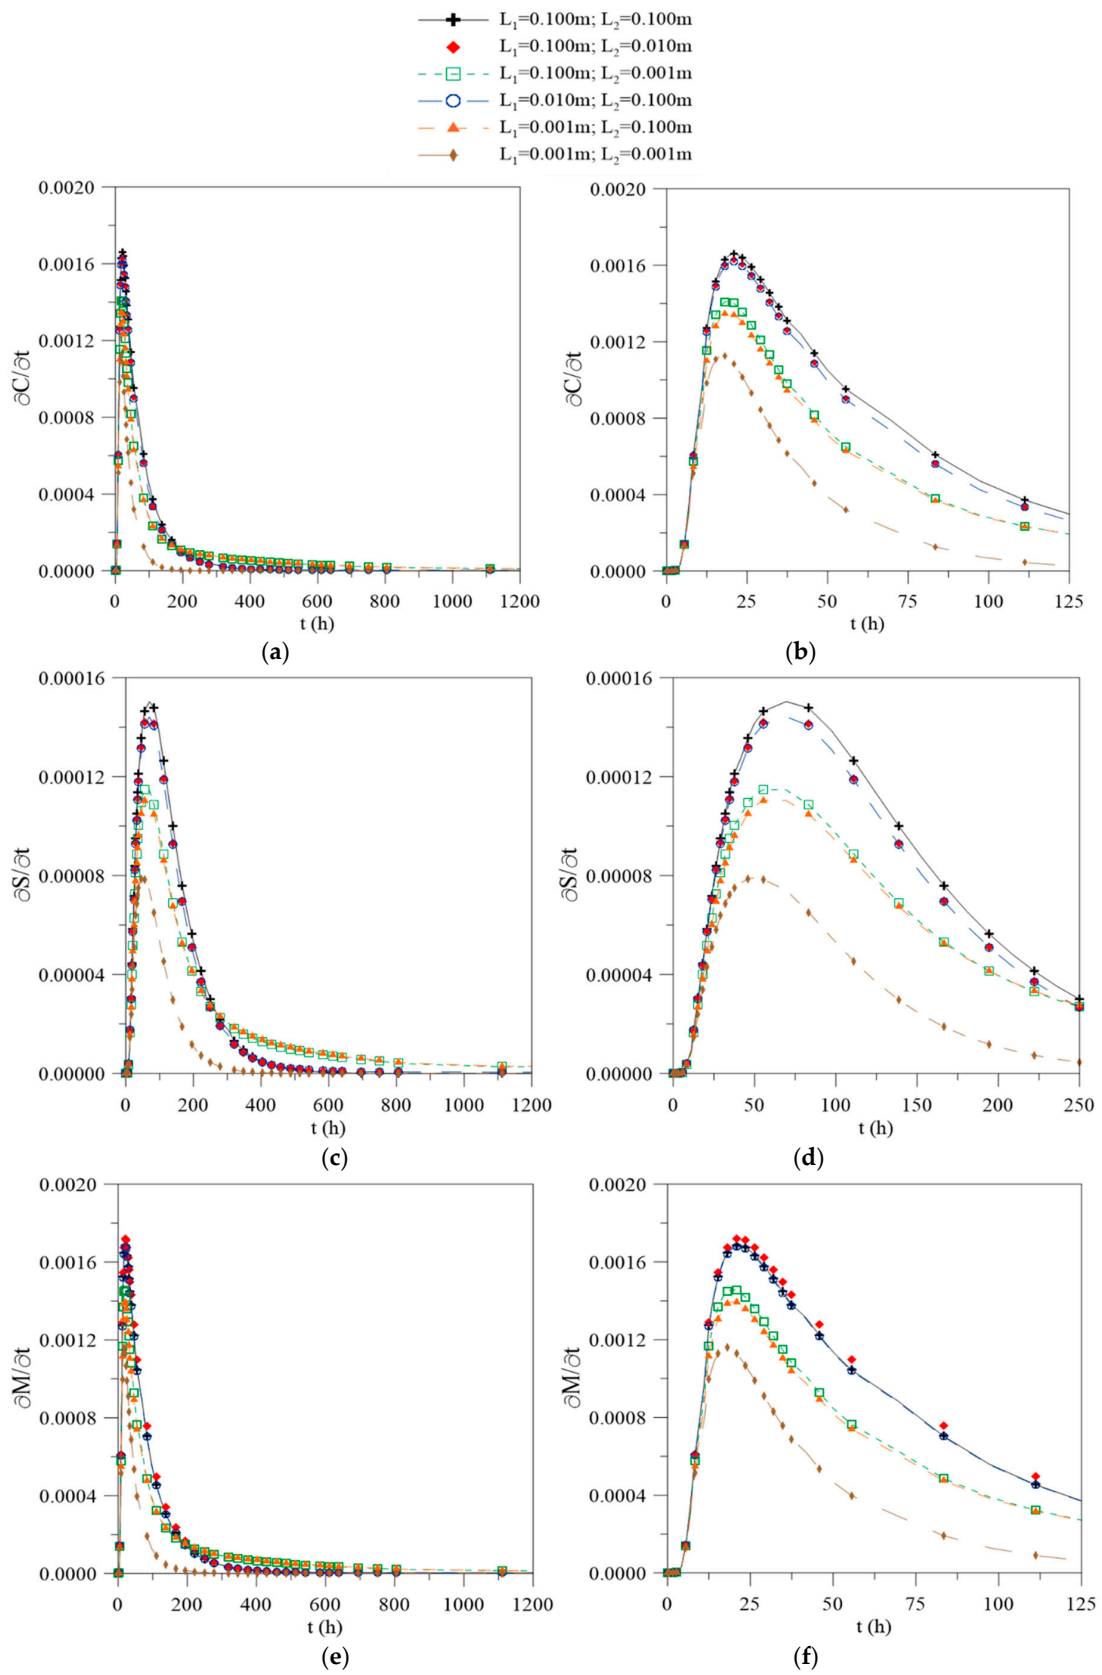 L₁=0.100m; L₂=0.100m
L₁=0.100m; L₂=0.010m
L₁=0.100m; L₂=0.001m
L₁=0.010m; L₂=0.100m
L₁=0.001m; L₂=0.100m
L₁=0.001m; L₂=0.001m
0.0020
0.0016
0.0012
0.0008
0.0004
0.0000
∂C/∂t
0 200 400 600 800 1000 1200
t (h)
(a)
0.0020
0.0016
0.0012
0.0008
0.0004
0.0000
∂C/∂t
0 25 50 75 100 125
t (h)
(b)
0.00016
0.00012
0.00008
0.00004
0.00000
∂S/∂t
0 200 400 600 800 1000 1200
t (h)
(c)
0.00016
0.00012
0.00008
0.00004
0.00000
∂S/∂t
0 50 100 150 200 250
t (h)
(d)
0.0020
0.0016
0.0012
0.0008
0.0004
0.0000
∂M/∂t
0 200 400 600 800 1000 1200
t (h)
(e)
0.0020
0.0016
0.0012
0.0008
0.0004
0.0000
∂M/∂t
0 25 50 75 100 125
t (h)
(f)